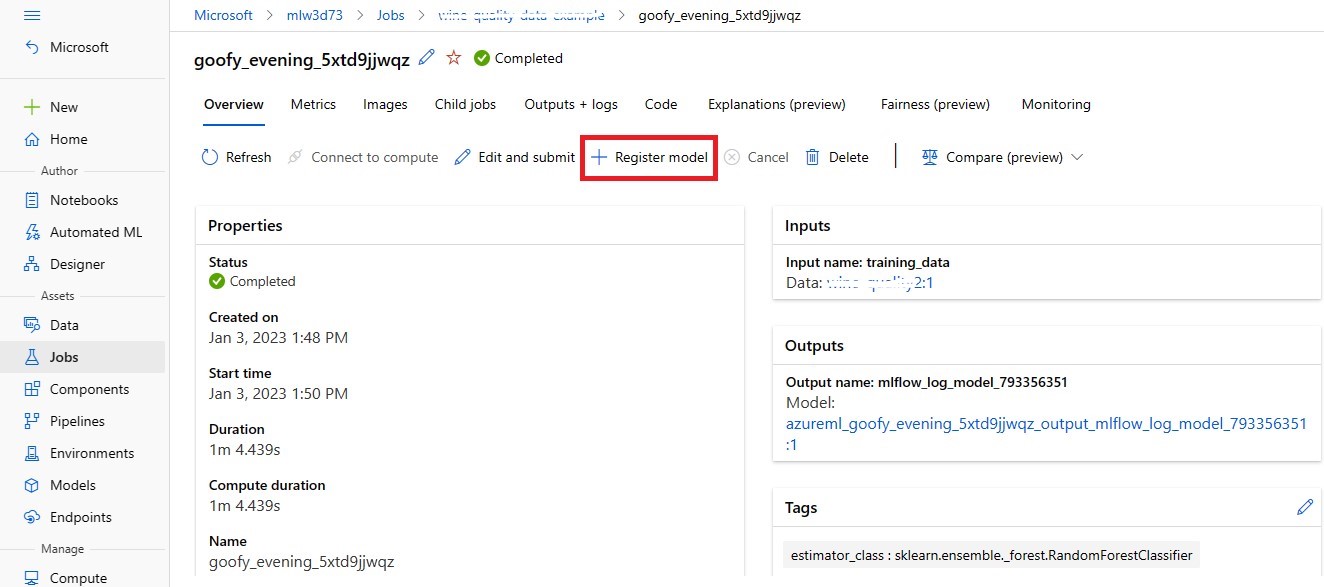 Microsoft > mlw3d73 > Jobs > > goofy_evening_5xtd9jjwqz
Microsoft
goofy_evening_5xtd9jjwqz Completed
Overview Metrics Images Child jobs Outputs + logs Code Explanations (preview) Fairness (preview) Monitoring
Refresh Connect to compute Edit and submit Register model Cancel Delete Compare (preview)
New
Home
Author
Notebooks
Automated ML
Designer
Assets
Data
Jobs
Components
Pipelines
Environments
Models
Endpoints
Manage
Compute
Properties
Status
Completed
Created on
Jan 3, 2023 1:48 PM
Start time
Jan 3, 2023 1:50 PM
Duration
1m 4.439s
Compute duration
1m 4.439s
Name
goofy_evening_5xtd9jjwqz
Inputs
Input name: training_data
Data:
Outputs
Output name: mlflow_log_model_793356351
Model:
azureml_goofy_evening_5xtd9jjwqz_output_mlflow_log_model_793356351
:1
Tags
estimator_class : sklearn.ensemble._forest.RandomForestClassifier